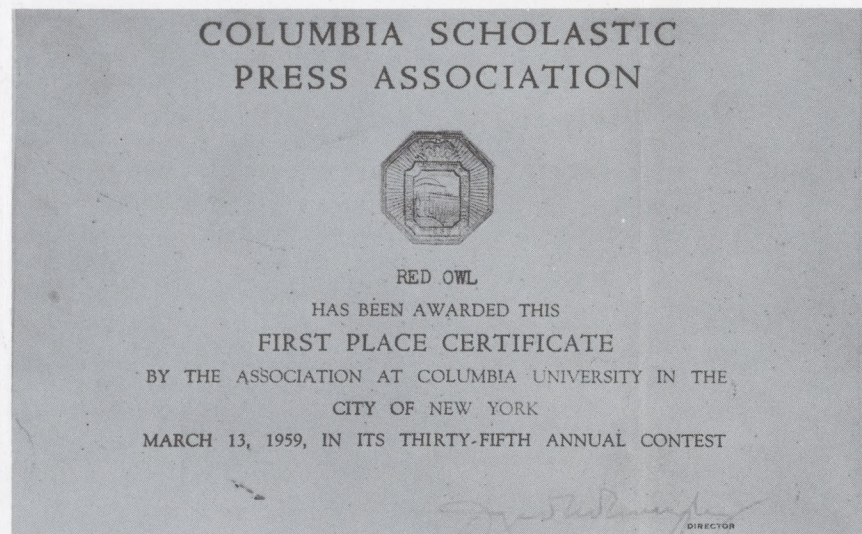 COLUMBIA SCHOLASTIC
PRESS ASSOCIATION
RED OWL
HAS BEEN AWARDED THIS
FIRST PLACE CERTIFICATE
BY THE ASSOCIATION AT COLUMBIA UNIVERSITY IN THE
CITY OF NEW YORK
MARCH 13, 1959, IN ITS THIRTY-FIFTH ANNUAL CONTEST
DIRECTOR